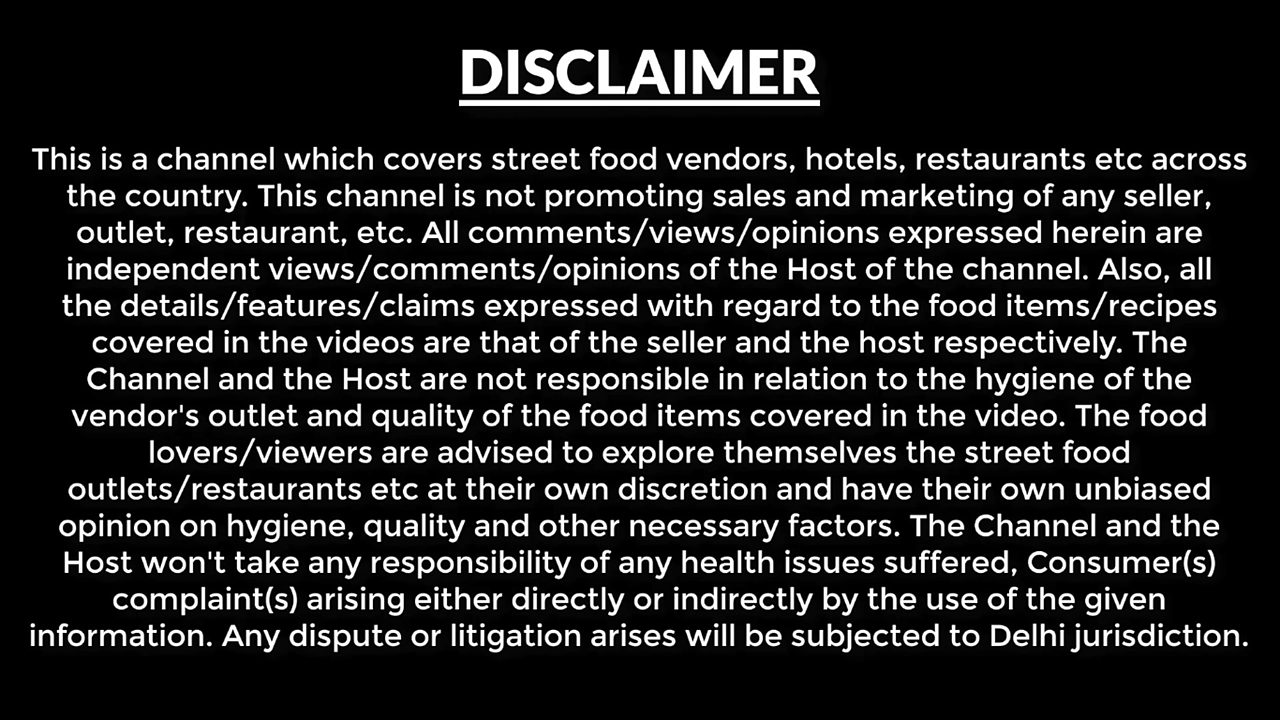 DISCLAIMER
This is a channel which covers street food vendors, hotels, restaurants etc across
the country. This channel is not promoting sales and marketing of any seller,
outlet, restaurant, etc. All comments/views/opinions expressed herein are
independent views/comments/opinions of the Host of the channel. Also, all
the details/features/claims expressed with regard to the food items/recipes
covered in the videos are that of the seller and the host respectively. The
Channel and the Host are not responsible in relation to the hygiene of the
vendor's outlet and quality of the food items covered in the video. The food
lovers/viewers are advised to explore themselves the street food
outlets/restaurants etc at their own discretion and have their own unbiased
opinion on hygiene, quality and other necessary factors. The Channel and the
Host won't take any responsibility of any health issues suffered, Consumer(s)
complaint(s) arising either directly or indirectly by the use of the given
information. Any dispute or litigation arises will be subjected to Delhi jurisdiction.